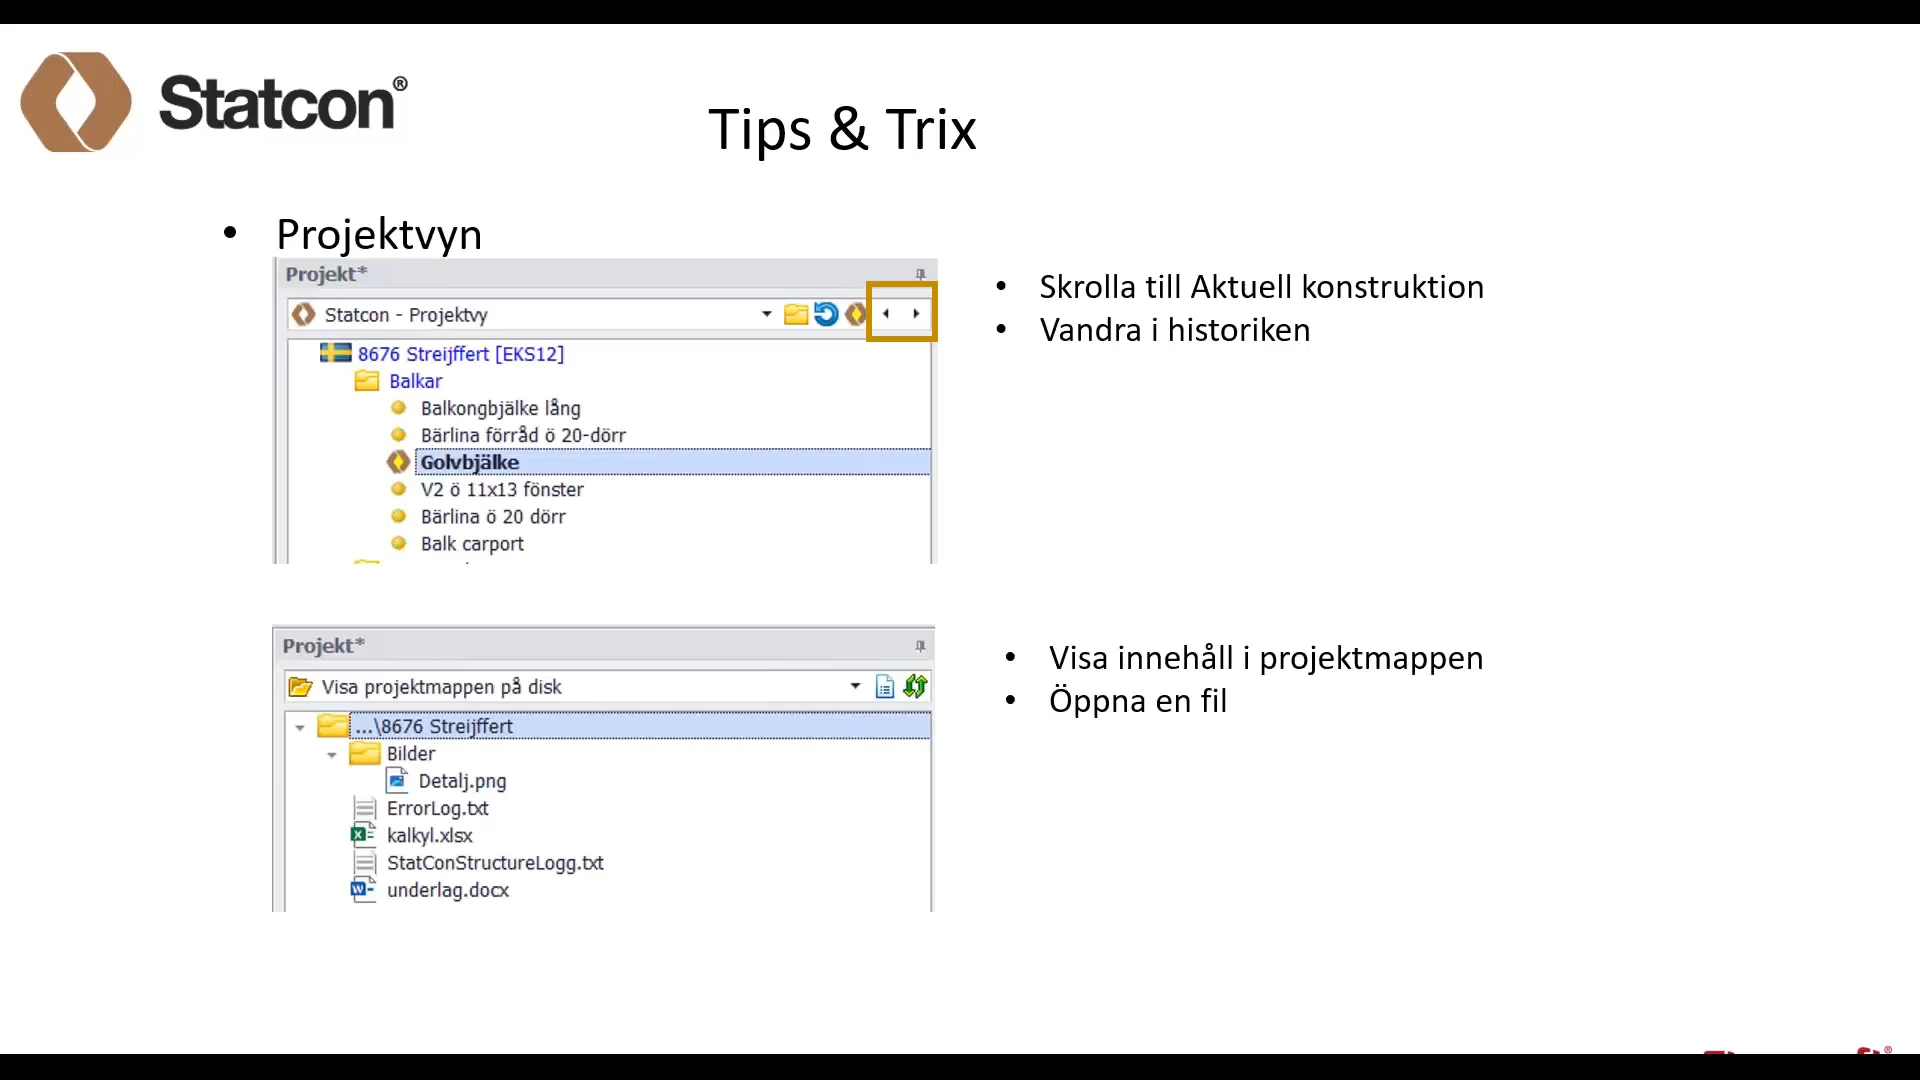 Statcon®
Tips & Trix
• Projektvyn
Projekt*
Statcon - Projektvy
8676 Streijffert [EKS12]
Balkar
Balkongbjälke lång
Bärlina förråd ö 20-dörr
Golvbjälke
V2 ö 11x13 fönster
Bärlina ö 20 dörr
Balk carport
• Skrolla till Aktuell konstruktion
• Vandra i historiken
Projekt*
Visa projektmappen på disk
...\8676 Streijffert
Bilder
Detalj.png
ErrorLog.txt
kalkyl.xlsx
StatConStructureLogg.txt
underlag.docx
• Visa innehåll i projektmappen
• Öppna en fil